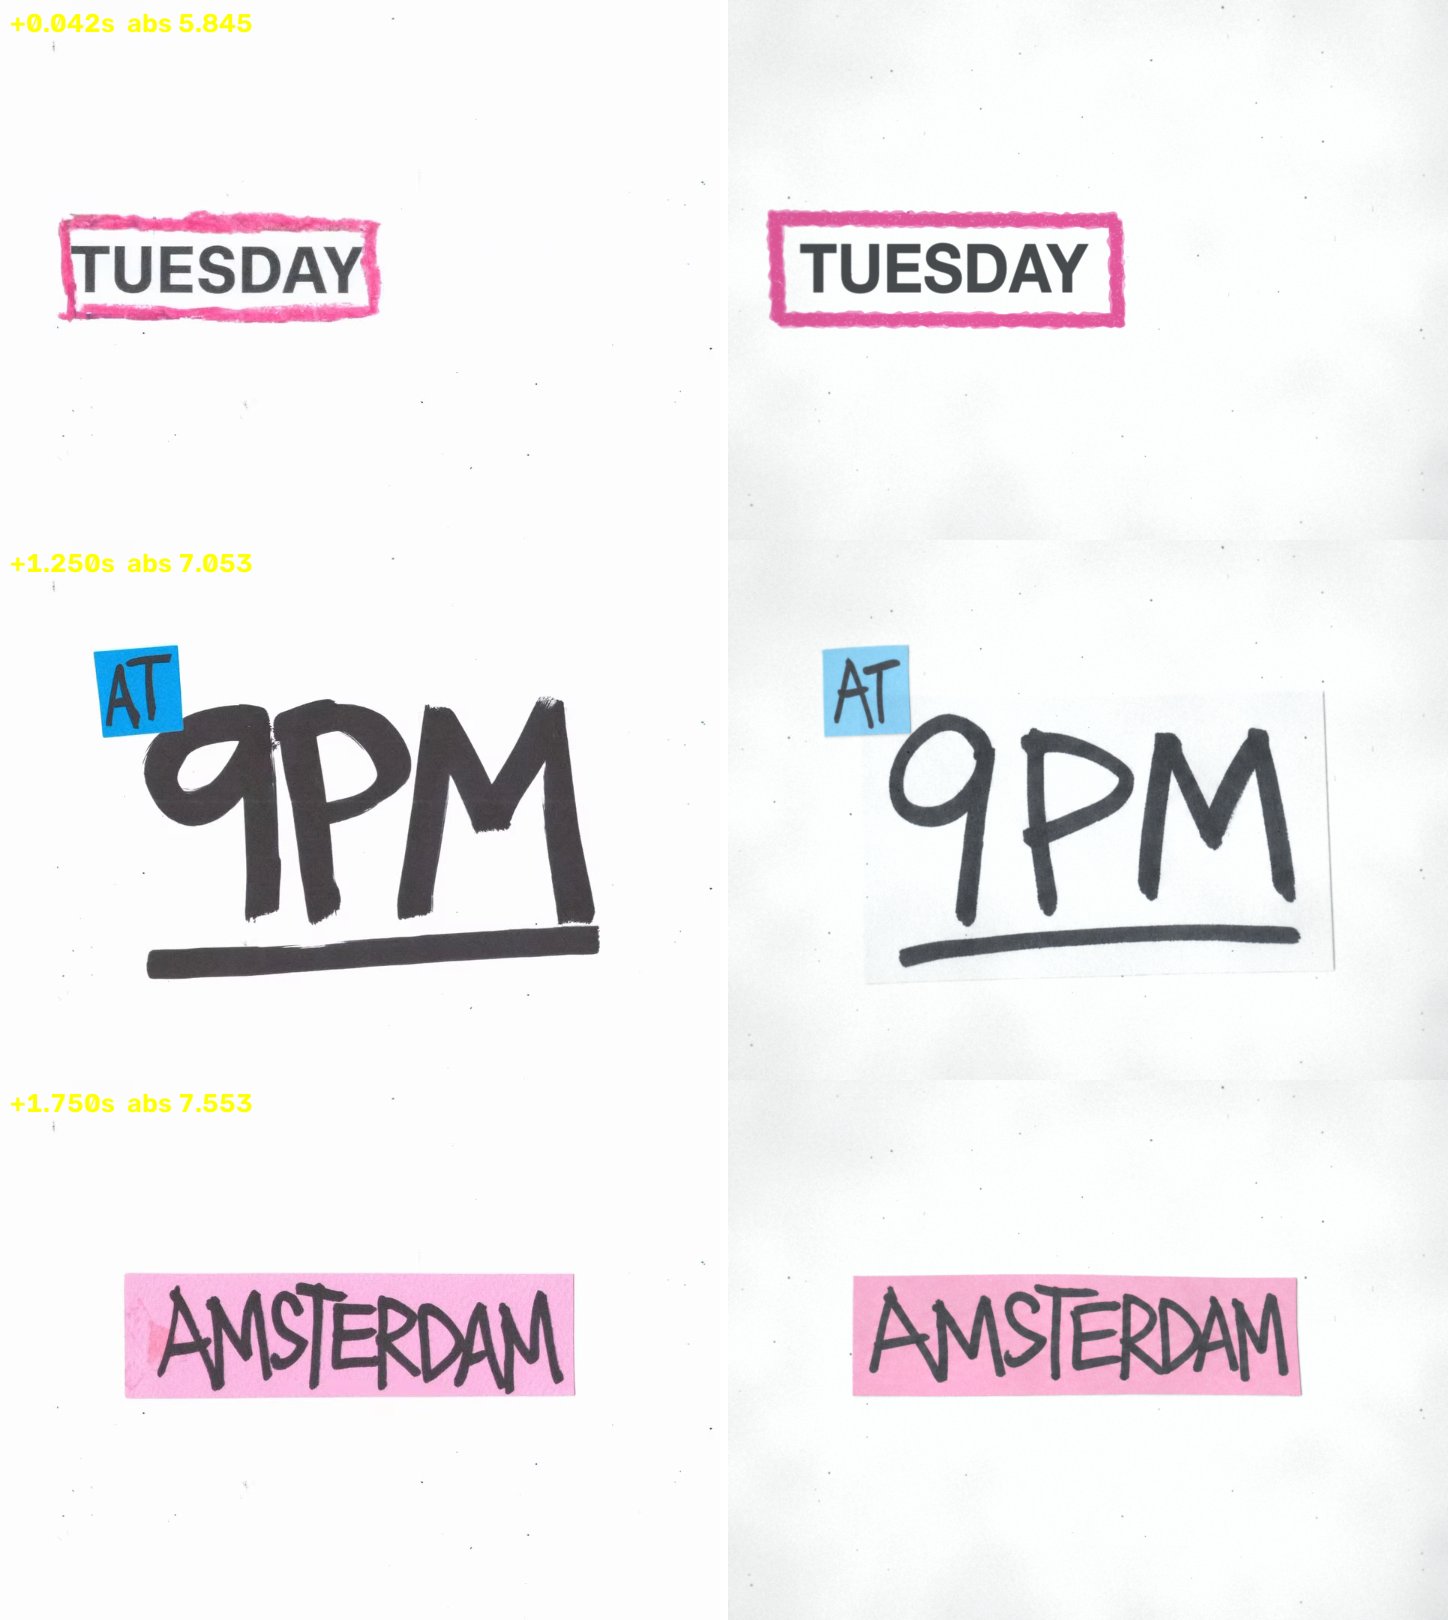 +0.042s abs 5.845
TUESDAY
TUESDAY
+1.250s abs 7.053
AT
9PM
AT
9PM
+1.750s abs 7.553
AMSTERDAM
AMSTERDAM